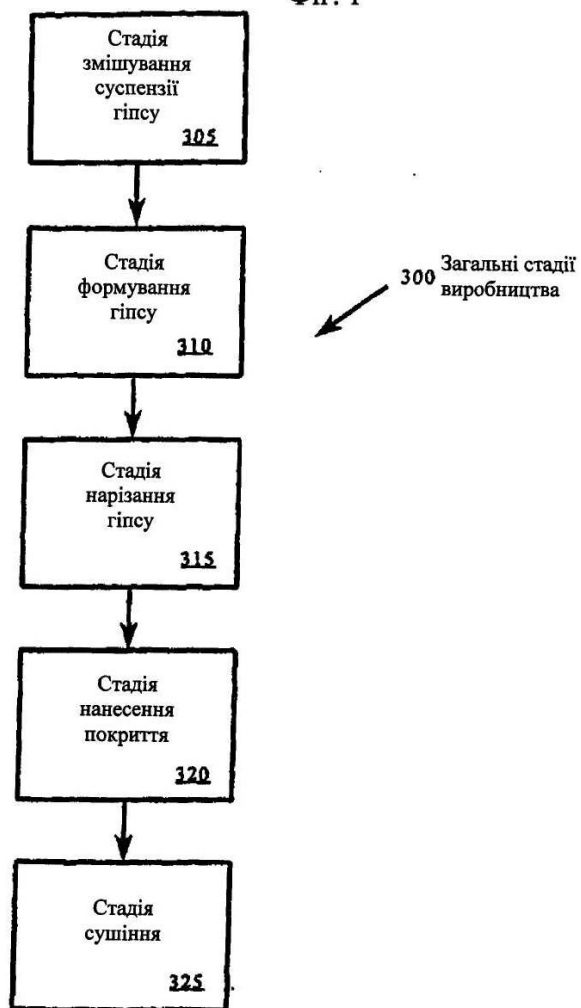 Стадія
змішування
суспензії
гіпсу
305
Стадія
формування
гіпсу
310
300 Загальні стадії
виробництва
Стадія
нарізання
гіпсу
315
Стадія
нанесення
покриття
320
Стадія
сушіння
325